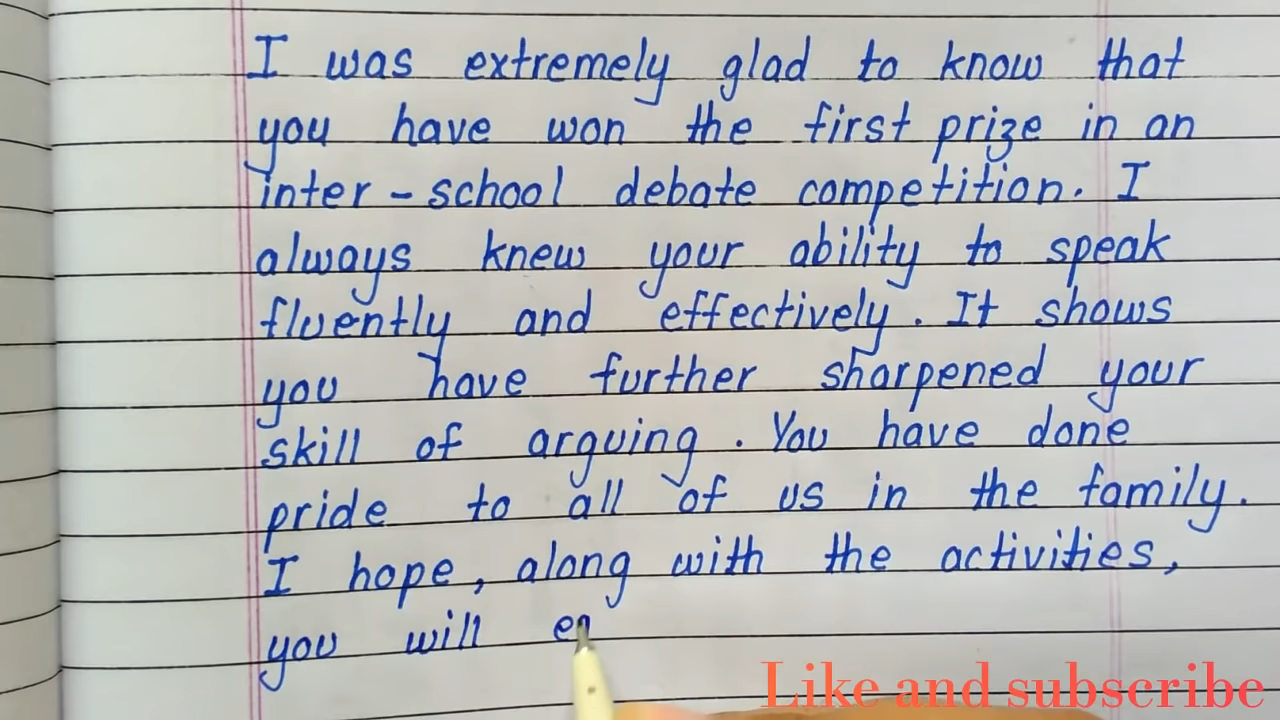 I was extremely glad to know that
you have won the first prize in an
inter-school debate competition. I
always knew your ability to speak
fluently and effectively. It shows
you have further sharpened your
skill of arguing. You have done
pride to all of us in the family.
I hope, along with the activities,
you will
Like and subscribe